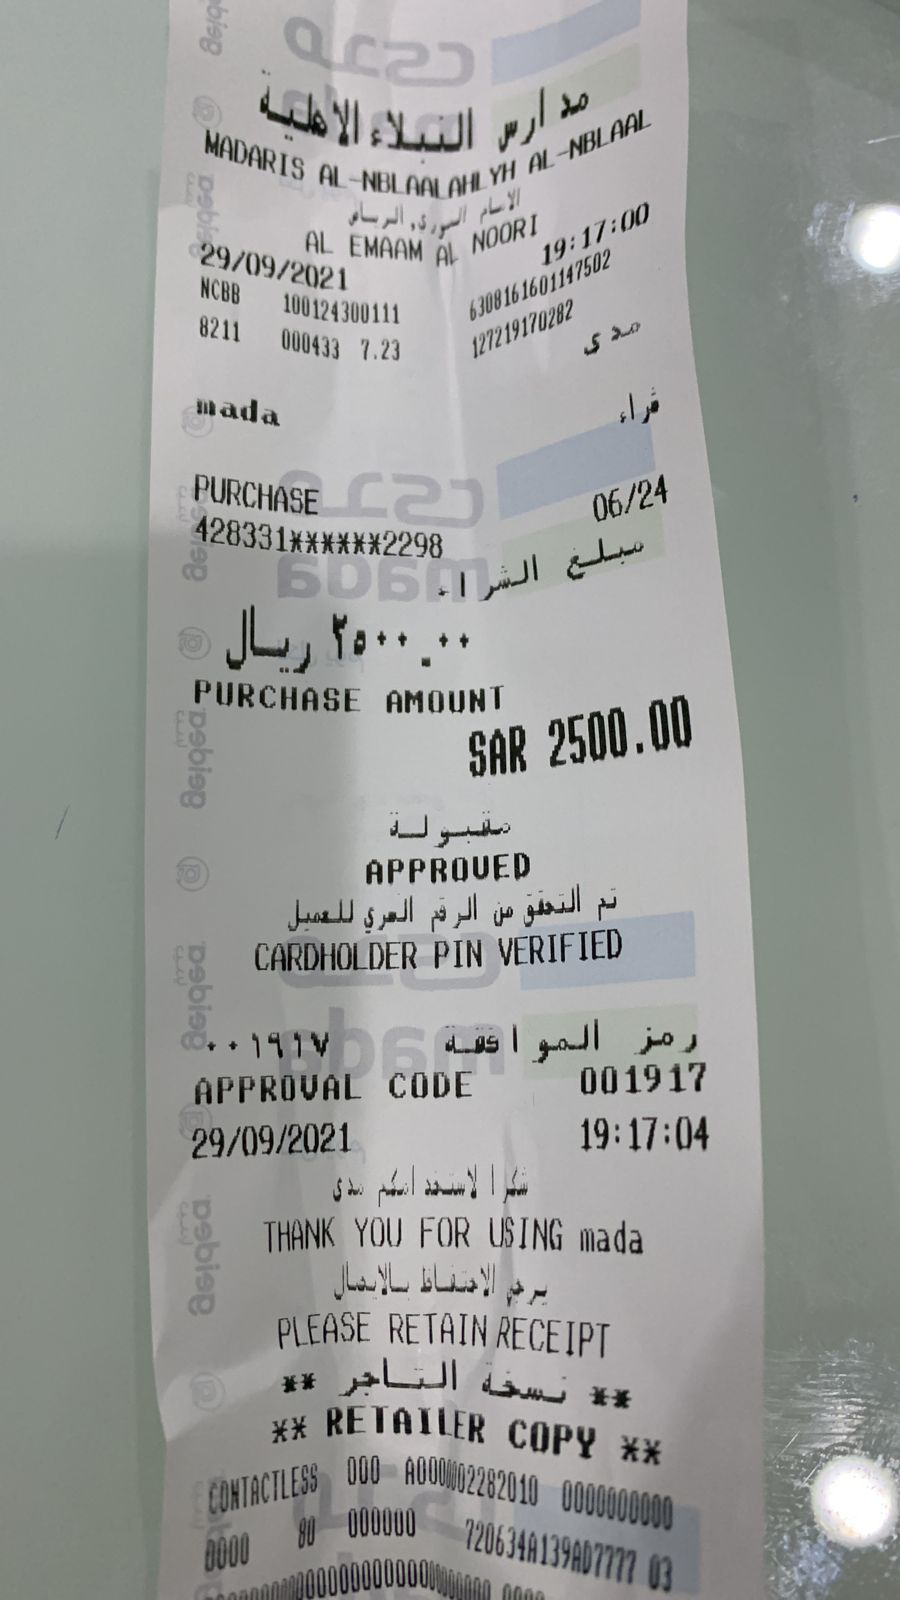 مدارس النبلاء الاهلية
MADARIS AL-NBLAALAHLYH AL-NBLAAL
AL EMAAM AL NOORI
29/09/2021 19:17:00
NCBB 100124300111 6308161601147502
8211 000433 7.23 127219170282
مدى
mada
شراء
PURCHASE
428331******2298 06/24
مبلغ الشراء
٢٥٠٠.٠٠ ريال
PURCHASE AMOUNT
SAR 2500.00
مقبولة
APPROVED
تم التحقق من الرقم السري للعميل
CARDHOLDER PIN VERIFIED
رمز الموافقة ٠٠١٩١٧
APPROVAL CODE 001917
29/09/2021 19:17:04
شكرا لاستخدامكم مدى
THANK YOU FOR USING mada
يرجى الاحتفاظ بالايصال
PLEASE RETAIN RECEIPT
** نسخة التاجر **
** RETAILER COPY **
CONTACTLESS 000 A0000002282010 0000000000
0000 80 000000 720634A139AD7777 03